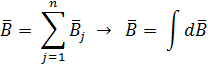 B̄ = ∑_{j=1}^{n} B̄_j → B̄ = ∫ dB̄